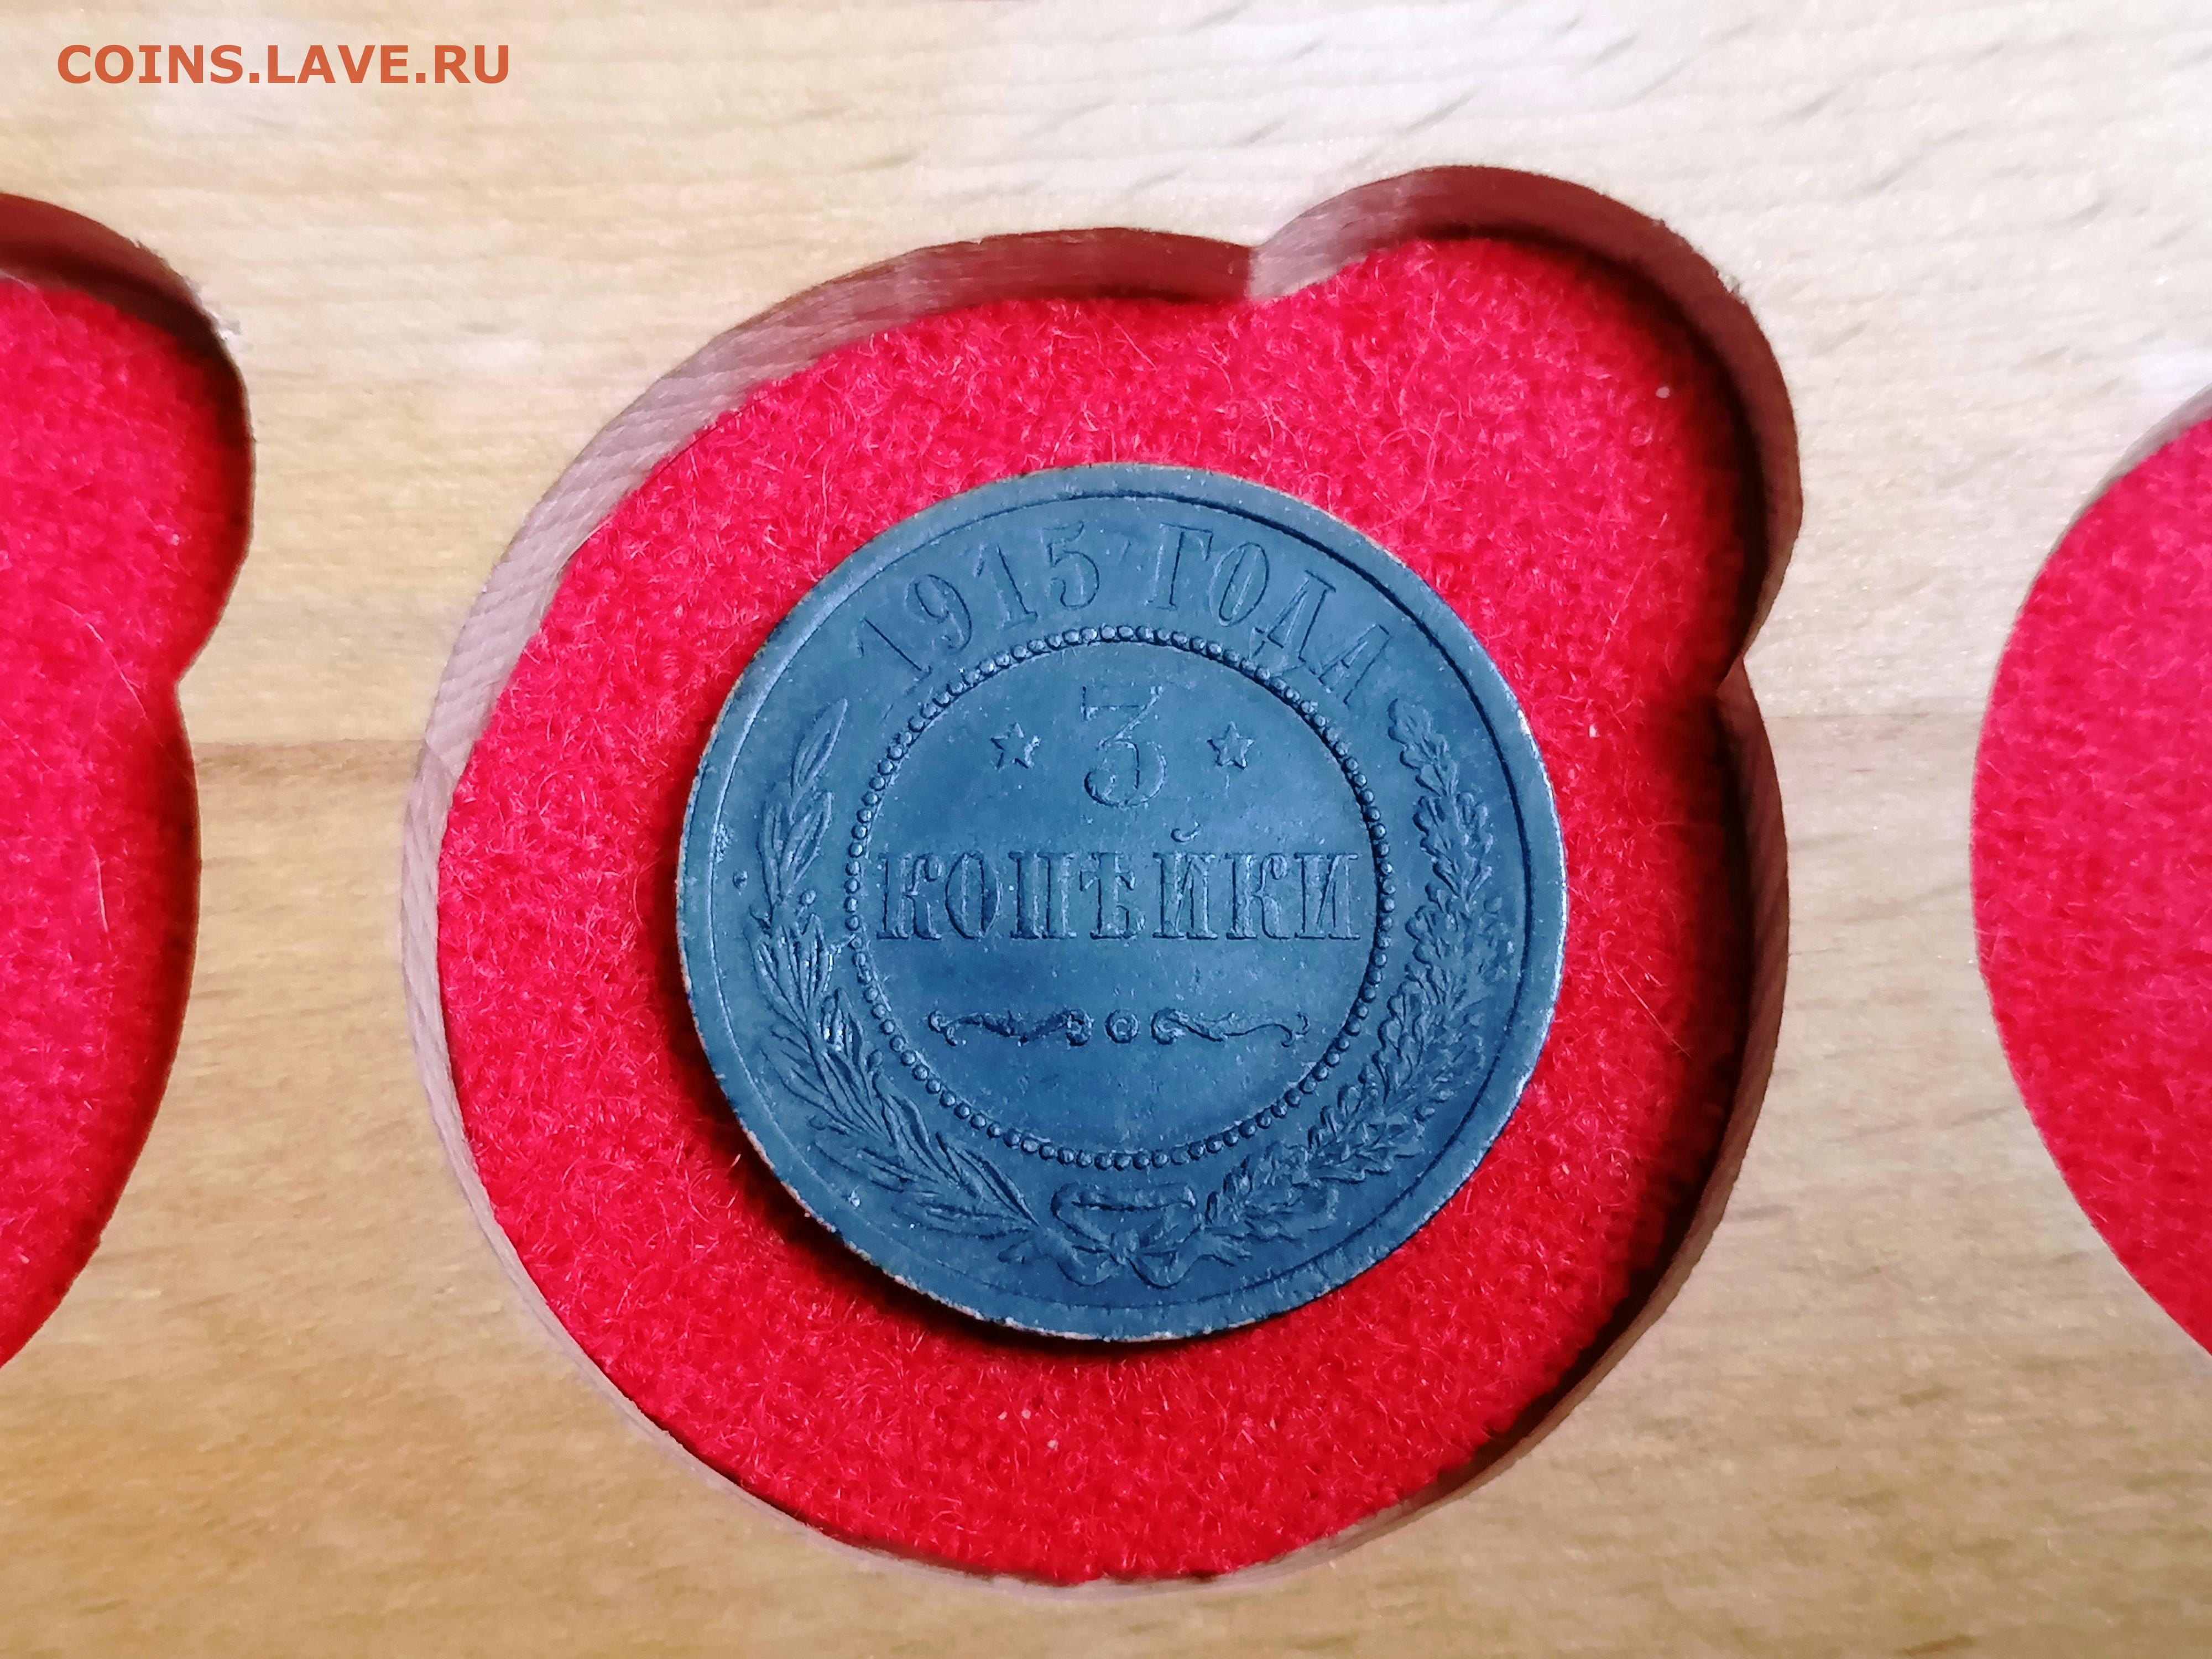 COINS.LAVE.RU
1915 ГОДА
3
КОПѢЙКИ